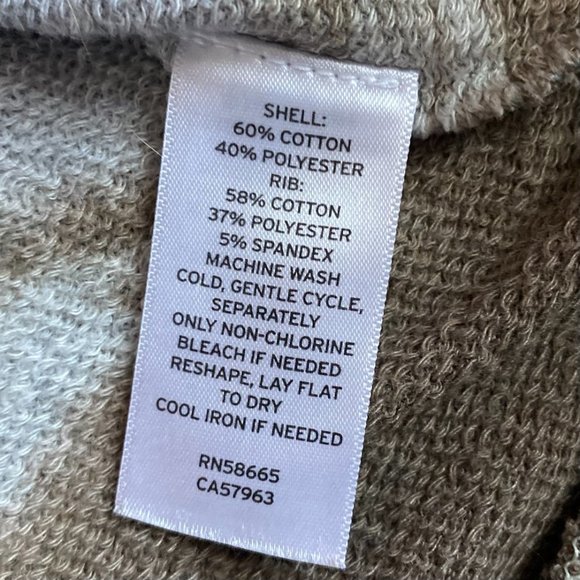 SHELL:
60% COTTON
40% POLYESTER
RIB:
58% COTTON
37% POLYESTER
5% SPANDEX
MACHINE WASH
COLD, GENTLE CYCLE,
SEPARATELY
ONLY NON-CHLORINE
BLEACH IF NEEDED
RESHAPE, LAY FLAT
TO DRY
COOL IRON IF NEEDED
RN58665
CA57963